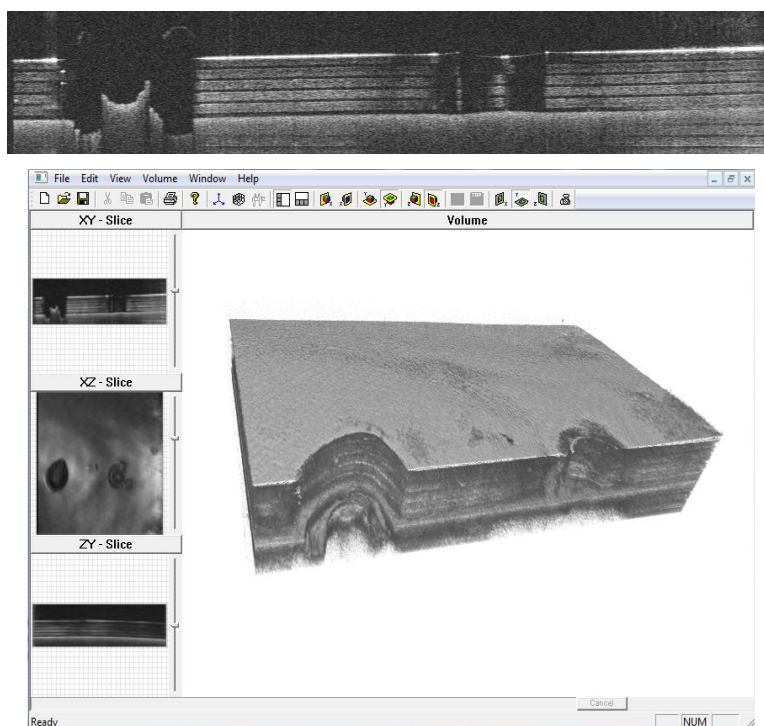 File Edit View Volume Window Help
XY - Slice
Volume
XZ - Slice
ZY - Slice
Cancel
Ready
NUM